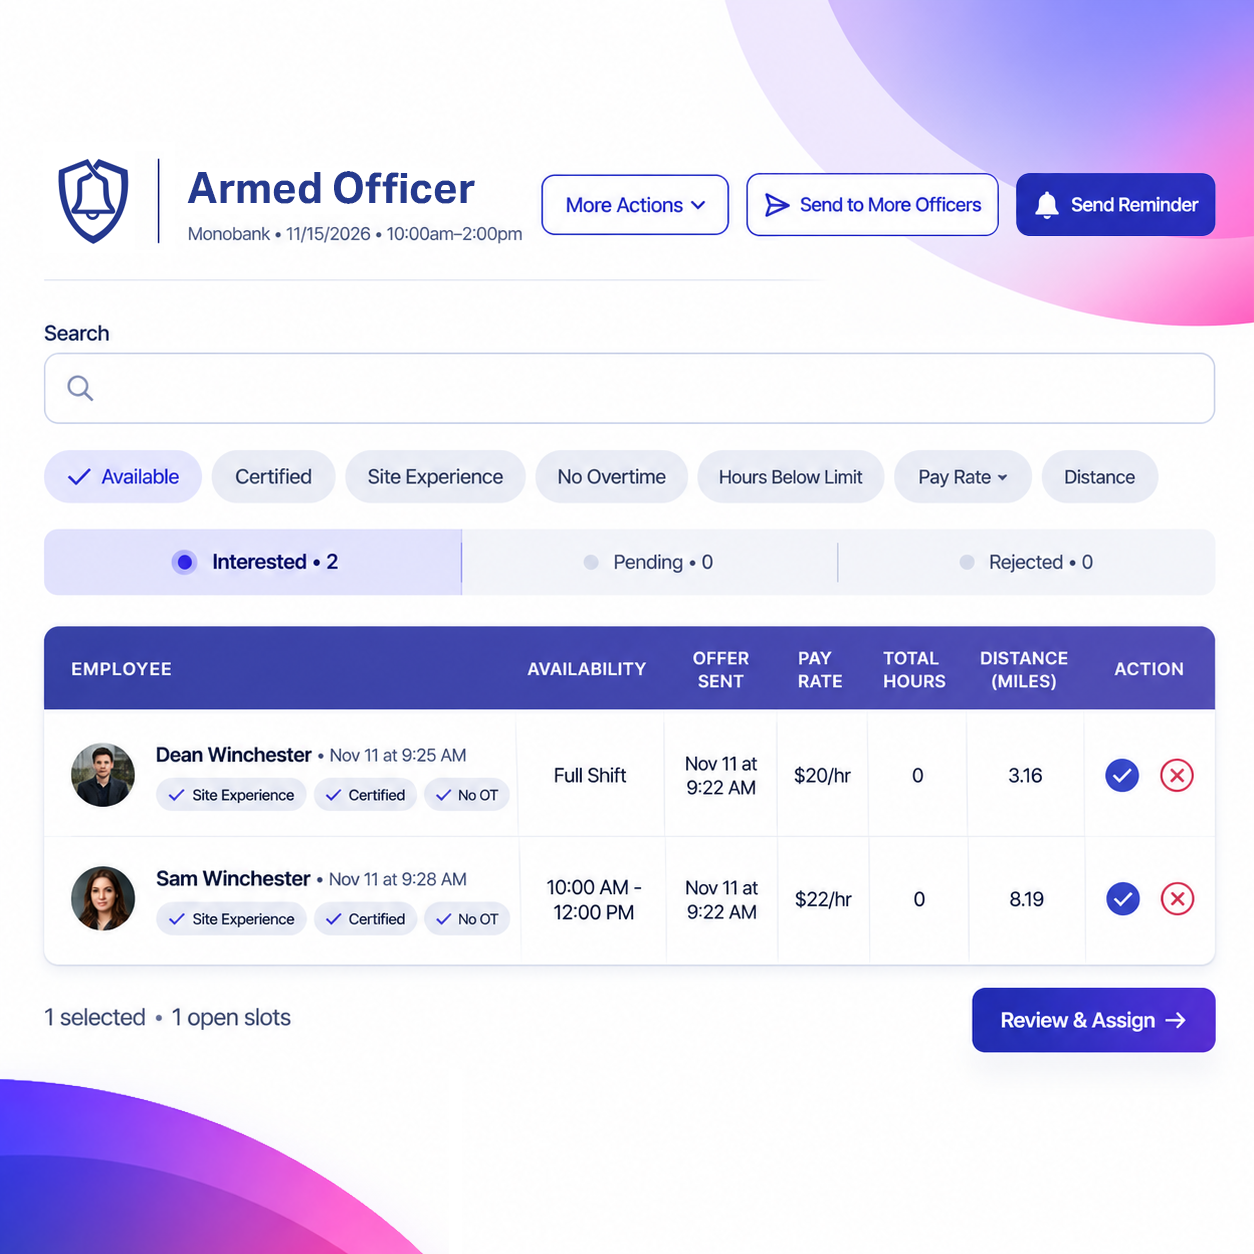 Armed Officer
Monobank • 11/15/2026 • 10:00am–2:00pm
More Actions
Send to More Officers
Send Reminder
Search
Available
Certified
Site Experience
No Overtime
Hours Below Limit
Pay Rate
Distance
Interested • 2
Pending • 0
Rejected • 0
EMPLOYEE
AVAILABILITY
OFFER
SENT
PAY
RATE
TOTAL
HOURS
DISTANCE
(MILES)
ACTION
Dean Winchester • Nov 11 at 9:25 AM
Site Experience
Certified
No OT
Full Shift
Nov 11 at
9:22 AM
$20/hr
0
3.16
Sam Winchester • Nov 11 at 9:28 AM
Site Experience
Certified
No OT
10:00 AM -
12:00 PM
Nov 11 at
9:22 AM
$22/hr
0
8.19
1 selected • 1 open slots
Review & Assign →